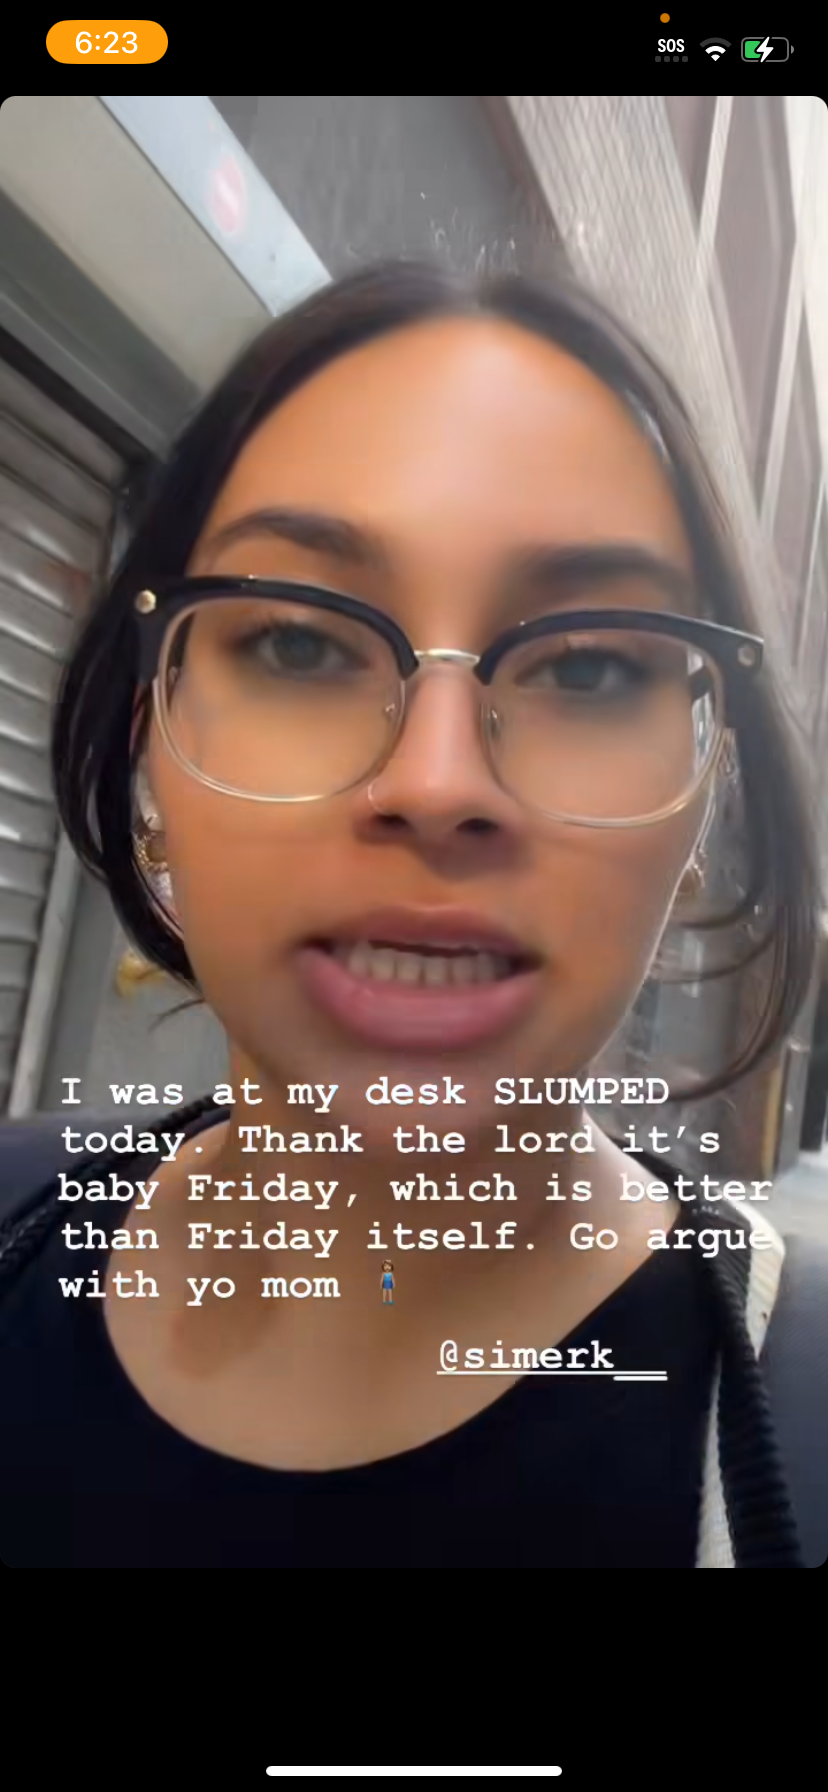 6:23
SOS
I was at my desk SLUMPED
today. Thank the lord it’s
baby Friday, which is better
than Friday itself. Go argue
with yo mom 🧍🏽‍♀️
@simerk__